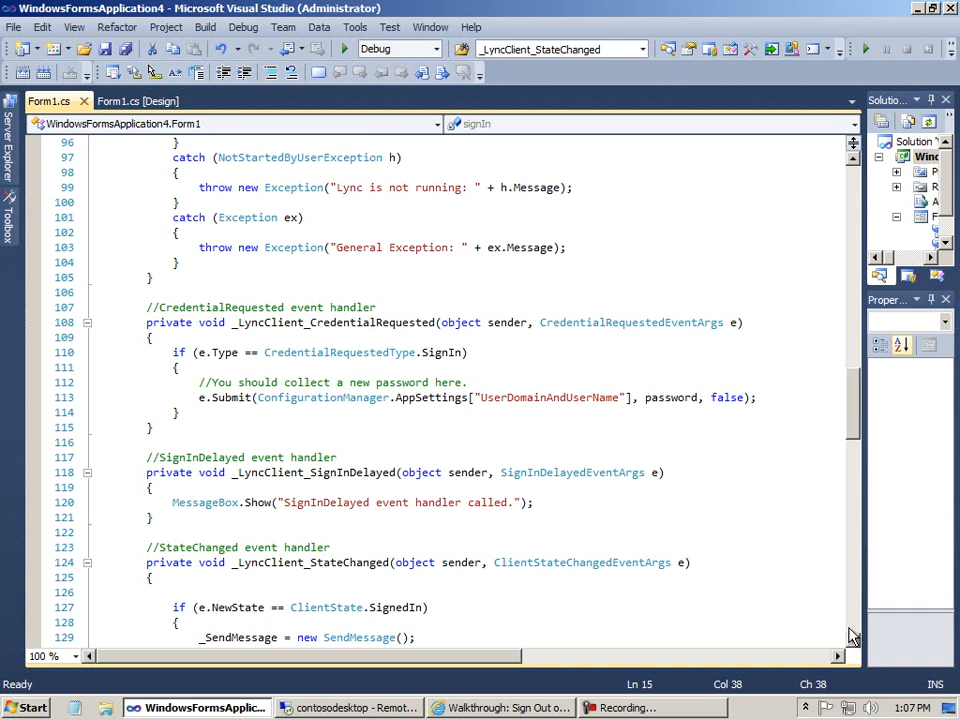 WindowsFormsApplication4 - Microsoft Visual Studio (Administrator)
File Edit View Refactor Project Build Debug Team Data Tools Test Window Help
Debug _LyncClient_StateChanged
Form1.cs Form1.cs [Design] Solutio...
WindowsFormsApplication4.Form1 signIn
Server Explorer
Toolbox
Solution '
Wind
P
R
A
F
96 }
97 catch (NotStartedByUserException h)
98 {
99 throw new Exception("Lync is not running: " + h.Message);
100 }
101 catch (Exception ex)
102 {
103 throw new Exception("General Exception: " + ex.Message);
104 }
105 }
106
107 //CredentialRequested event handler
108 private void _LyncClient_CredentialRequested(object sender, CredentialRequestedEventArgs e)
109 {
110 if (e.Type == CredentialRequestedType.SignIn)
111 {
112 //You should collect a new password here.
113 e.Submit(ConfigurationManager.AppSettings["UserDomainAndUserName"], password, false);
114 }
115 }
116
117 //SignInDelayed event handler
118 private void _LyncClient_SignInDelayed(object sender, SignInDelayedEventArgs e)
119 {
120 MessageBox.Show("SignInDelayed event handler called.");
121 }
122
123 //StateChanged event handler
124 private void _LyncClient_StateChanged(object sender, ClientStateChangedEventArgs e)
125 {
126
127 if (e.NewState == ClientState.SignedIn)
128 {
129 _SendMessage = new SendMessage();
Proper...
100 %
Ready Ln 15 Col 38 Ch 38 INS
Start WindowsFormsApplic... contosodesktop - Remot... Walkthrough: Sign Out o... Recording... 1:07 PM